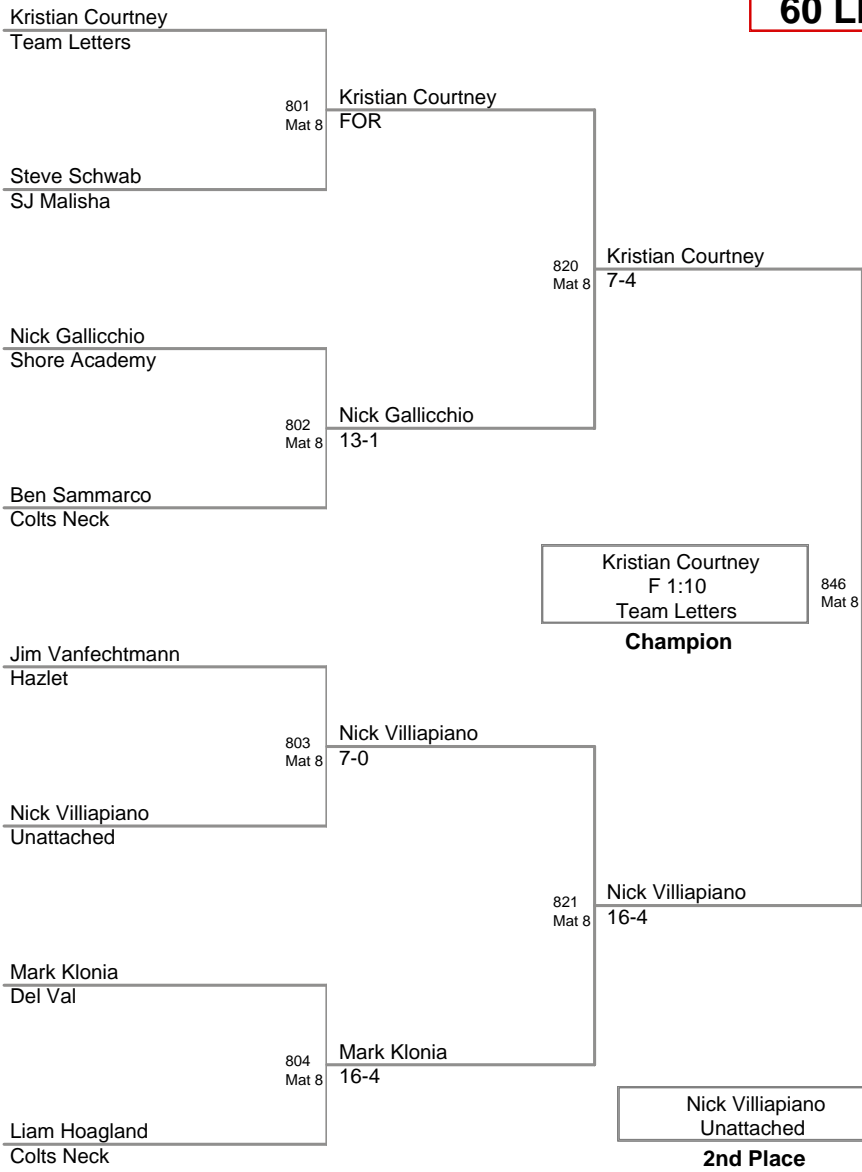 60
Kristian Courtney
Team Letters
801
Mat 8
Kristian Courtney
FOR
Steve Schwab
SJ Malisha
820
Mat 8
Kristian Courtney
7-4
Nick Gallicchio
Shore Academy
802
Mat 8
Nick Gallicchio
13-1
Ben Sammarco
Colts Neck
Kristian Courtney
F 1:10
Team Letters
Champion
846
Mat 8
Jim Vanfechtmann
Hazlet
803
Mat 8
Nick Villiapiano
7-0
Nick Villiapiano
Unattached
821
Mat 8
Nick Villiapiano
16-4
Mark Klonia
Del Val
804
Mat 8
Mark Klonia
16-4
Liam Hoagland
Colts Neck
Nick Villiapiano
Unattached
2nd Place